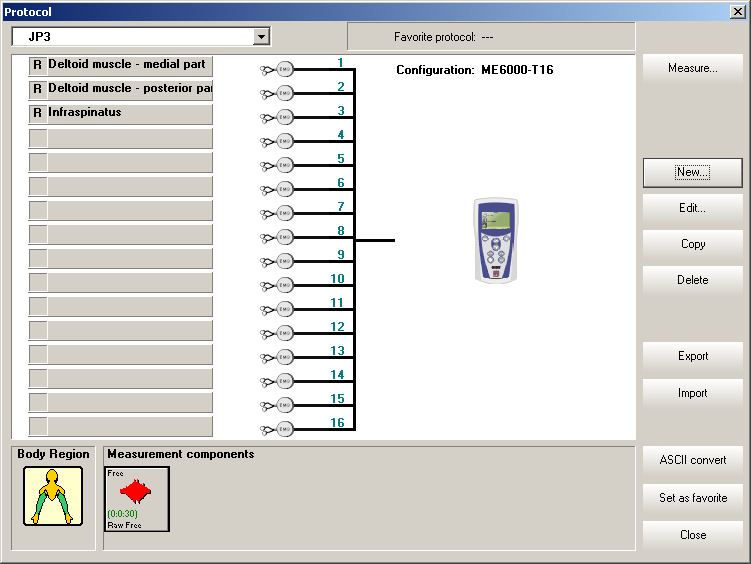 Protocol
JP3
Favorite protocol: ---
R Deltoid muscle - medial part
R Deltoid muscle - posterior par
R Infraspinatus
EMG 1
EMG 2
EMG 3
EMG 4
EMG 5
EMG 6
EMG 7
EMG 8
EMG 9
EMG 10
EMG 11
EMG 12
EMG 13
EMG 14
EMG 15
EMG 16
Configuration: ME6000-T16
Measure...
New...
Edit...
Copy
Delete
Export
Import
ASCII convert
Set as favorite
Close
Body Region
Measurement components
Free
(0:0:30)
Raw Free